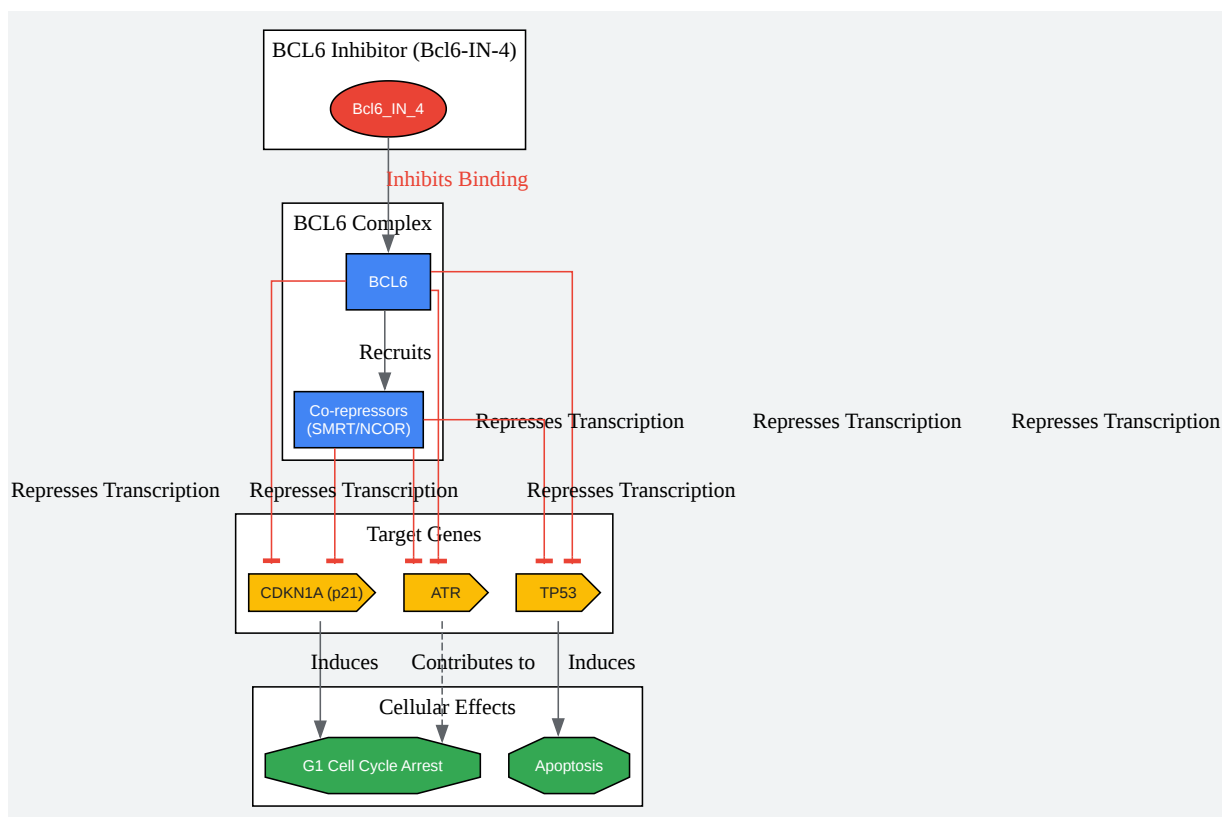 BCL6 Inhibitor (Bcl6-IN-4)
Bcl6_IN_4
Inhibits Binding
BCL6 Complex
BCL6
Recruits
Co-repressors
(SMRT/NCOR)
Represses Transcription
Represses Transcription
Represses Transcription
Represses Transcription
Represses Transcription
Represses Transcription
Target Genes
CDKN1A (p21)
ATR
TP53
Induces
Contributes to
Induces
Cellular Effects
G1 Cell Cycle Arrest
Apoptosis